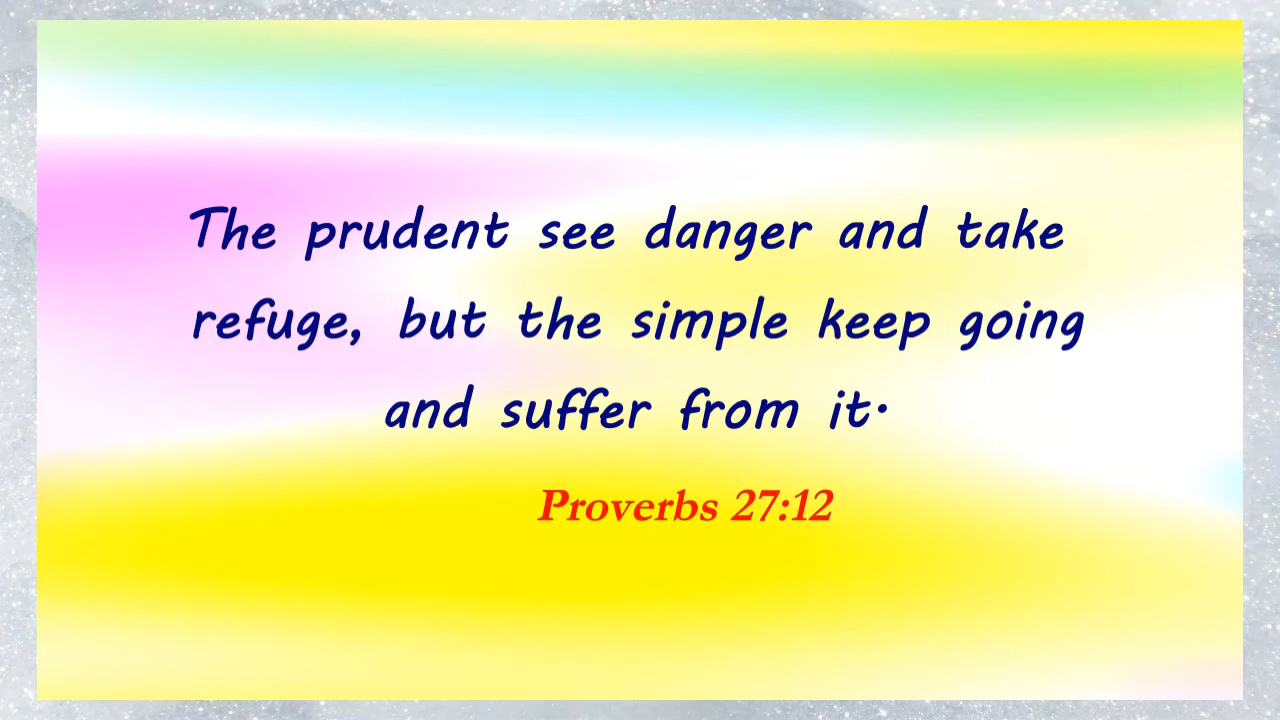 The prudent see danger and take
refuge, but the simple keep going
and suffer from it.
Proverbs 27:12